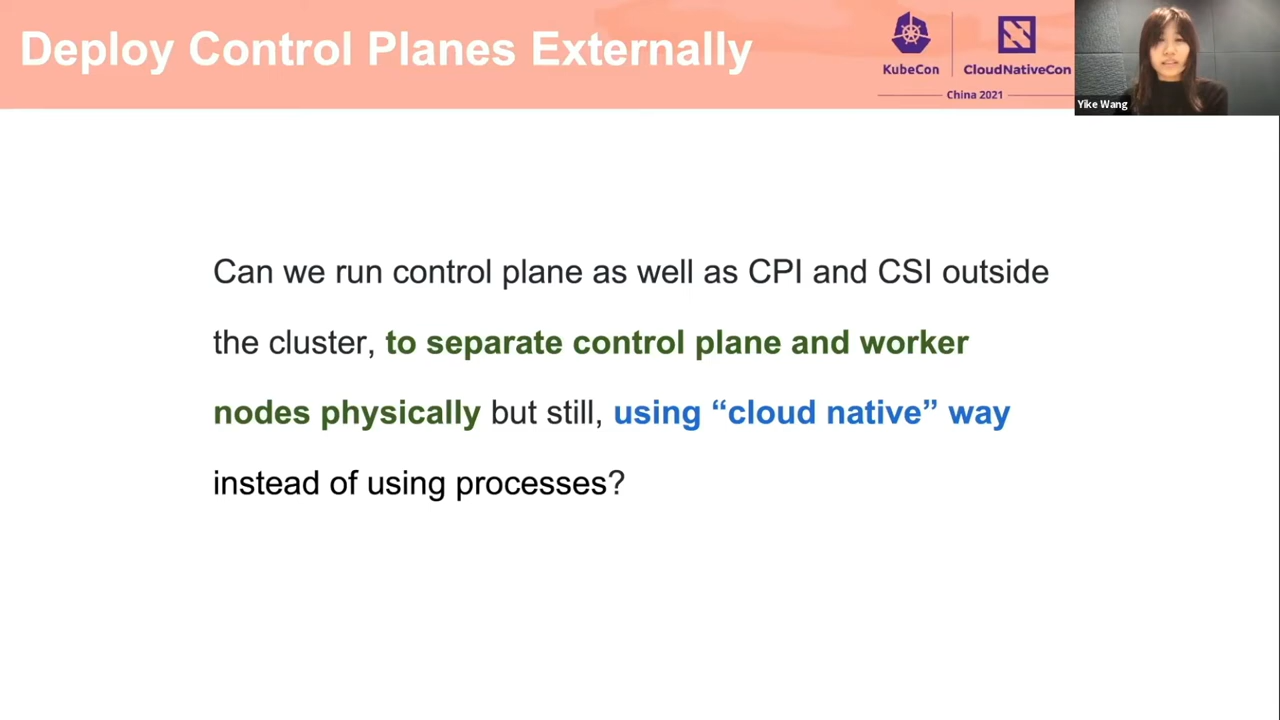 Deploy Control Planes Externally
KubeCon
CloudNativeCon
China 2021
Yike Wang
Can we run control plane as well as CPI and CSI outside
the cluster, to separate control plane and worker
nodes physically but still, using “cloud native” way
instead of using processes?